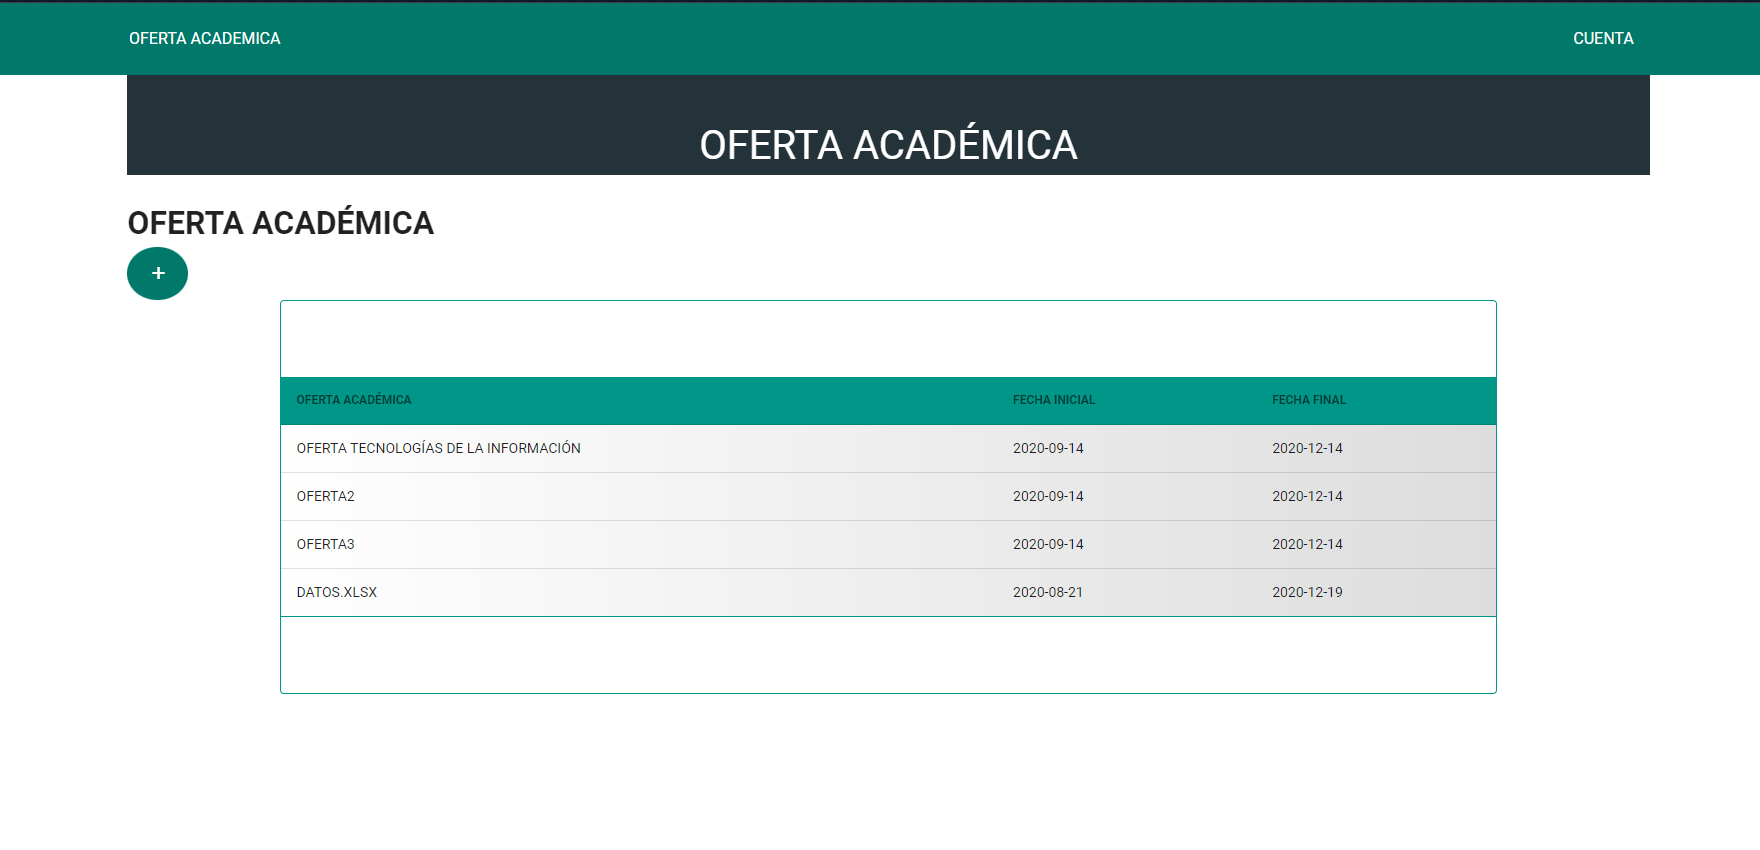 OFERTA ACADEMICA CUENTA
OFERTA ACADÉMICA
OFERTA ACADÉMICA
+
OFERTA ACADÉMICA FECHA INICIAL FECHA FINAL
OFERTA TECNOLOGÍAS DE LA INFORMACIÓN 2020-09-14 2020-12-14
OFERTA2 2020-09-14 2020-12-14
OFERTA3 2020-09-14 2020-12-14
DATOS.XLSX 2020-08-21 2020-12-19